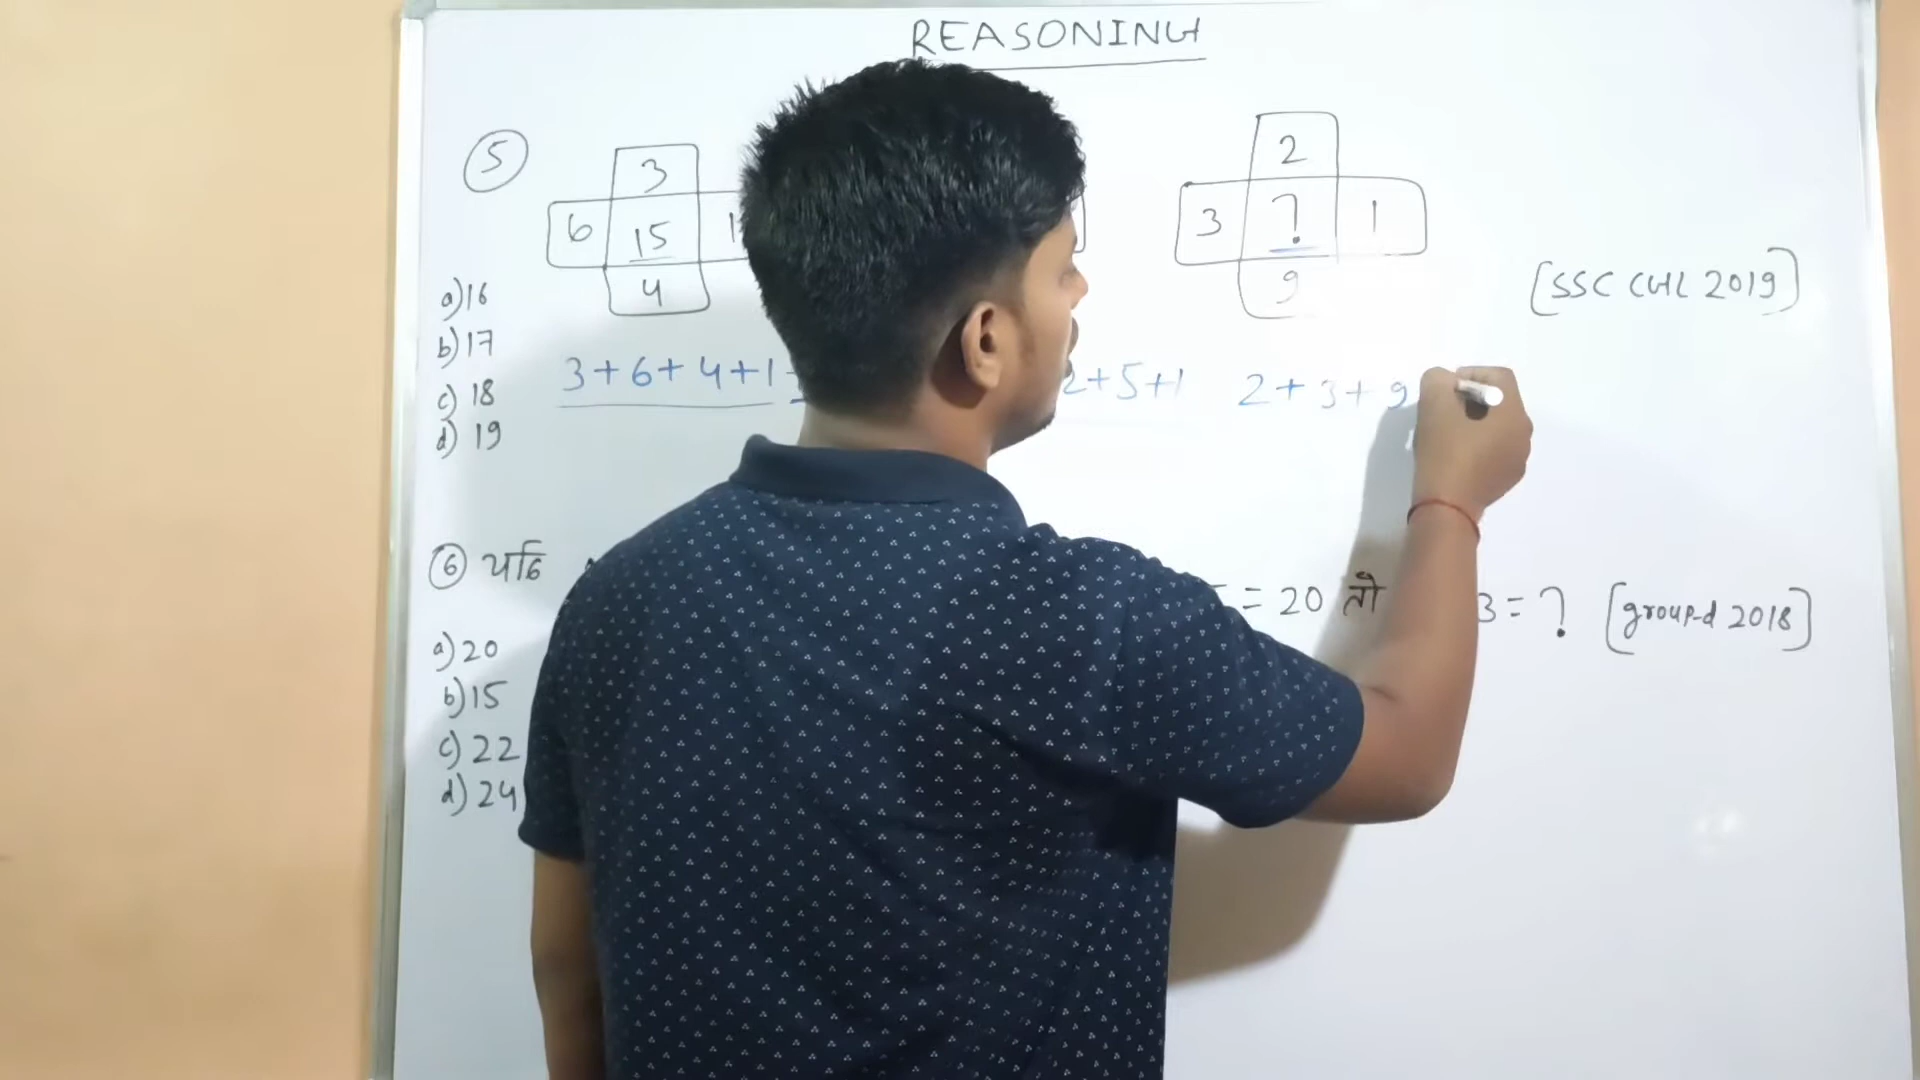 REASONING
5
3
6 15
4
2
3 ? 1
9
[SSC CHL 2019]
a) 16
b) 17
c) 18
d) 19
3+6+4+1
2+5+1
2+3+9
6 यदि
= 20 तो
3 = ?
[group-d 2018]
a) 20
b) 15
c) 22
d) 24